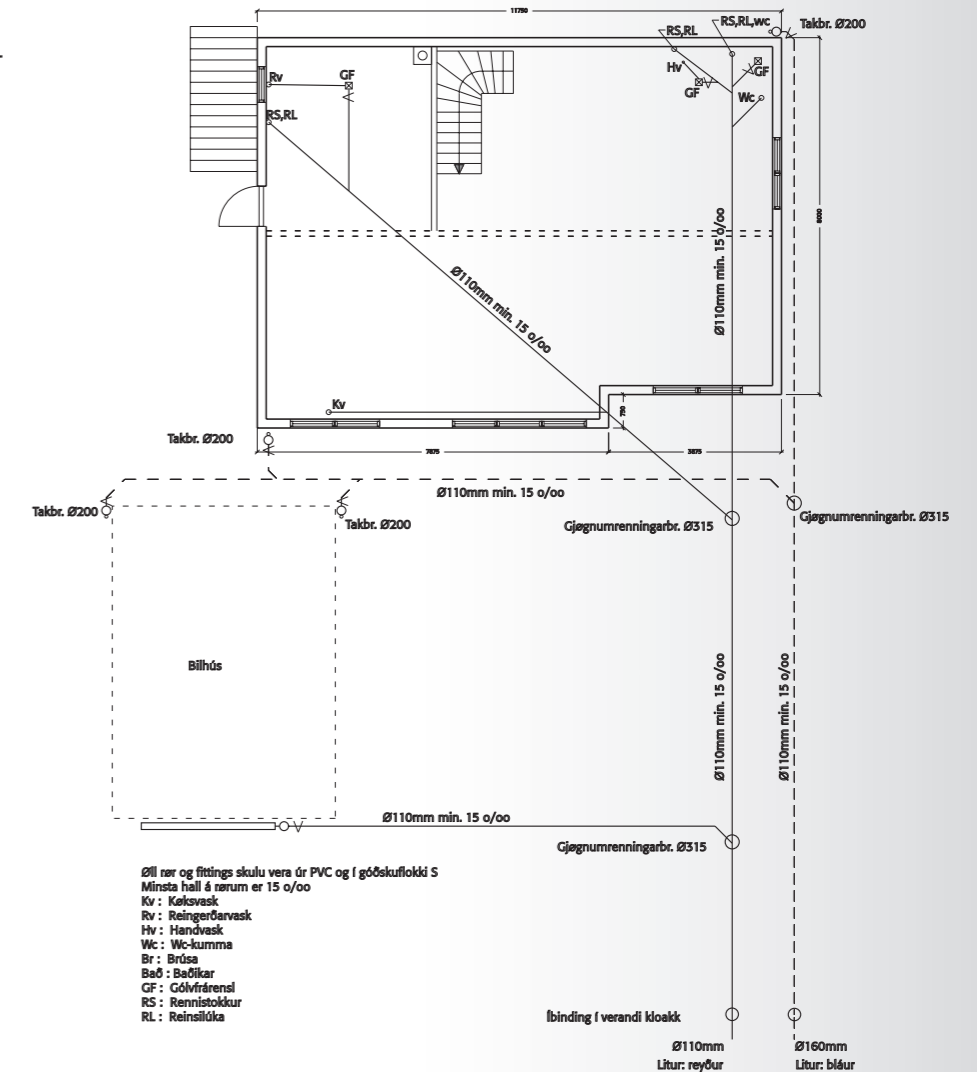 11750
Takbr. Ø200
RS,RL,wc
RS,RL
Hv
GF
GF
Wc
Rv
GF
RS,RL
8000
Ø110mm min. 15 o/oo
Ø110mm min. 15 o/oo
Kv
750
Takbr. Ø200
7875
3875
Ø110mm min. 15 o/oo
Takbr. Ø200
Takbr. Ø200
Gjøgnumrenningarbr. Ø315
Gjøgnumrenningarbr. Ø315
Bilhús
Ø110mm min. 15 o/oo
Ø110mm min. 15 o/oo
Ø110mm min. 15 o/oo
Gjøgnumrenningarbr. Ø315
Øll rør og fittings skulu vera úr PVC og í góðskuflokki S
Minsta hall á rørum er 15 o/oo
Kv : Køksvask
Rv : Reingerðarvask
Hv : Handvask
Wc : Wc-kumma
Br : Brúsa
Bað : Baðikar
GF : Gólvfrárensl
RS : Rennistokkur
RL : Reinsilúka
Íbinding í verandi kloakk
Ø110mm
Litur: reyður
Ø160mm
Litur: bláur